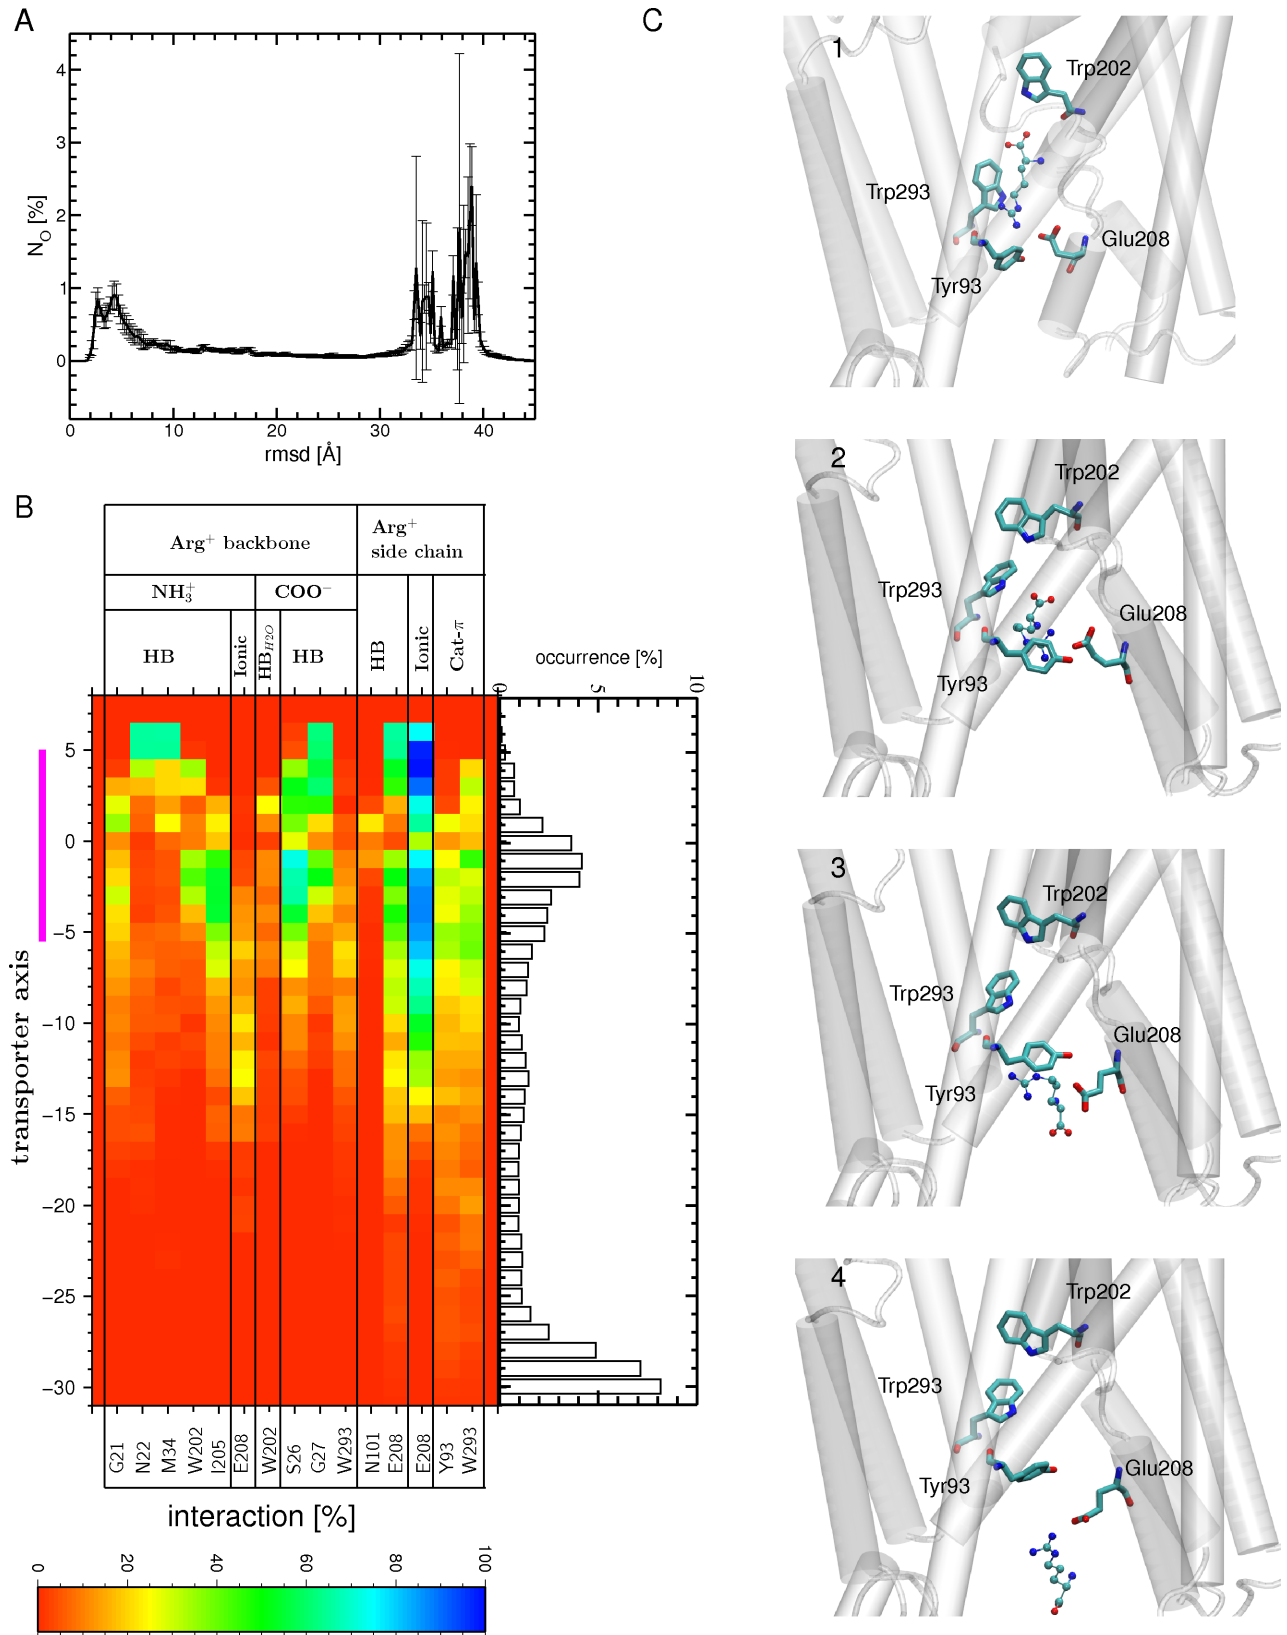 A
4
3
2
1
0
N_O [%]
0 10 20 30 40
rmsd [Å]
B
Arg⁺ backbone
Arg⁺
side chain
NH₃⁺
COO⁻
HB
Ionic
HB_H2O
HB
HB
Ionic
Cat-π
occurrence [%]
0 5 10
5
0
−5
−10
−15
−20
−25
−30
transporter axis
G21 N22 M34 W202 I205 E208 W202 S26 G27 W293 N101 E208 E208 Y93 W293
interaction [%]
0 20 40 60 80 100
C
1
Trp202
Trp293
Glu208
Tyr93
2
Trp202
Trp293
Glu208
Tyr93
3
Trp202
Trp293
Glu208
Tyr93
4
Trp202
Trp293
Glu208
Tyr93